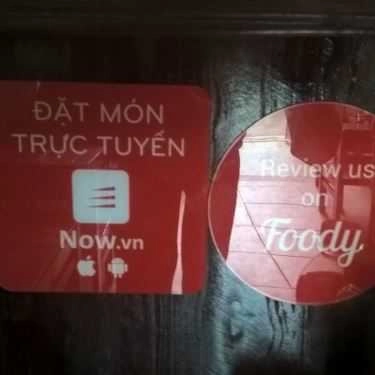 ĐẶT MÓN
TRỰC TUYẾN
Now.vn
Review us
on
Foody